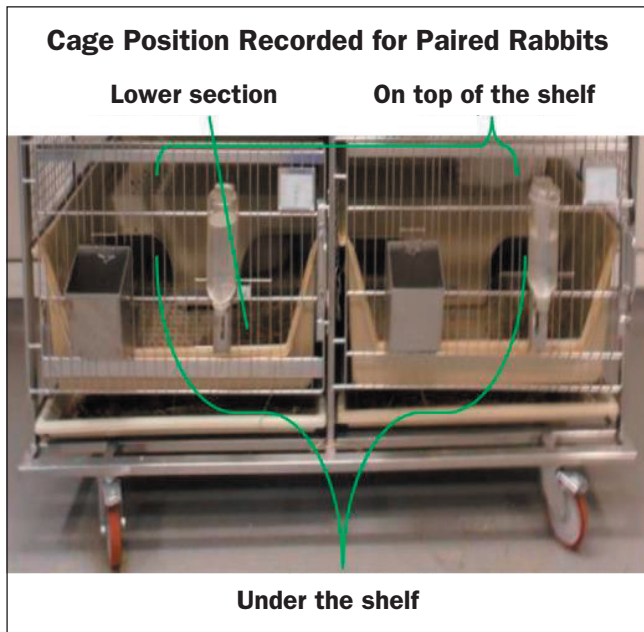 Cage Position Recorded for Paired Rabbits
Lower section
On top of the shelf
Under the shelf